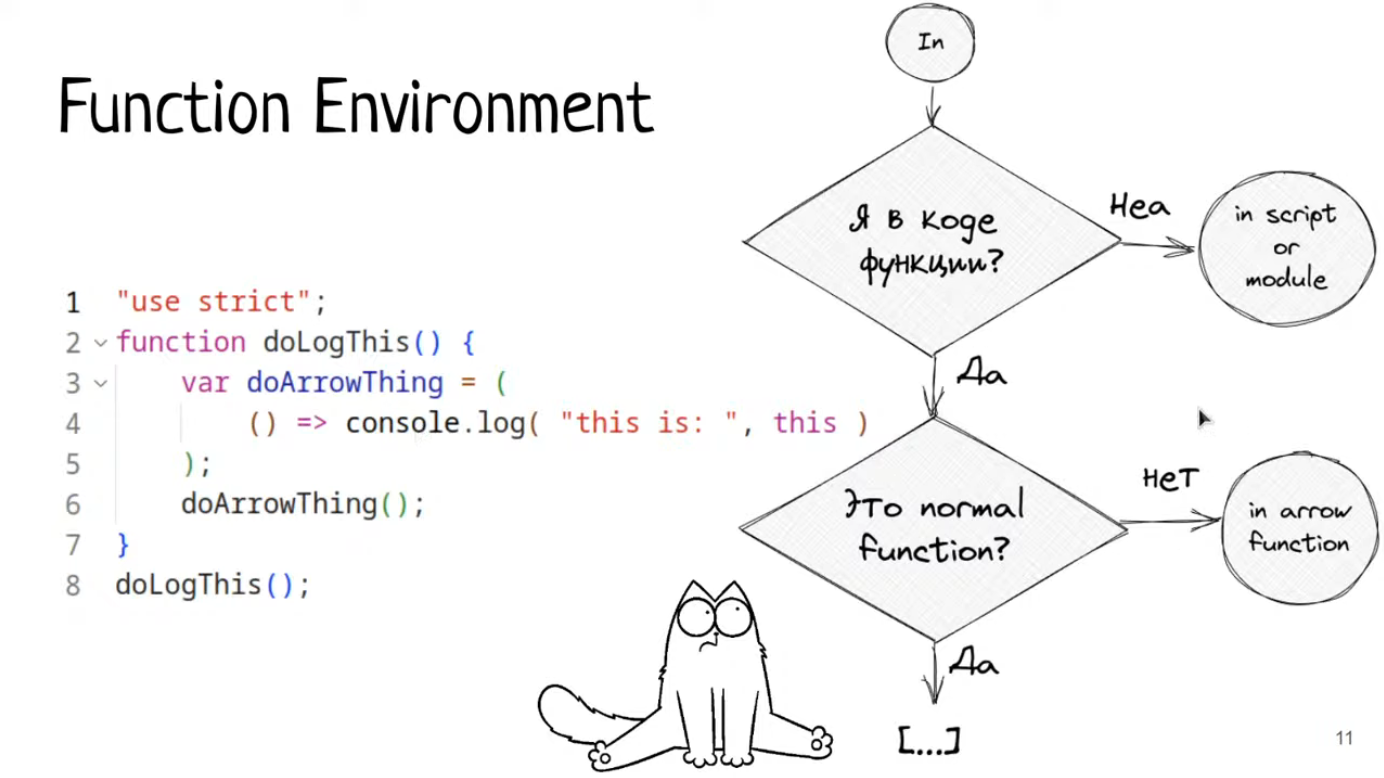 Function Environment
1 "use strict";
2 function doLogThis() {
3 var doArrowThing = (
4 () => console.log( "this is: ", this )
5 );
6 doArrowThing();
7 }
8 doLogThis();
In
Я в коде
функции?
Неа
in script
or
module
Да
Это normal
function?
Нет
in arrow
function
Да
[...]
11